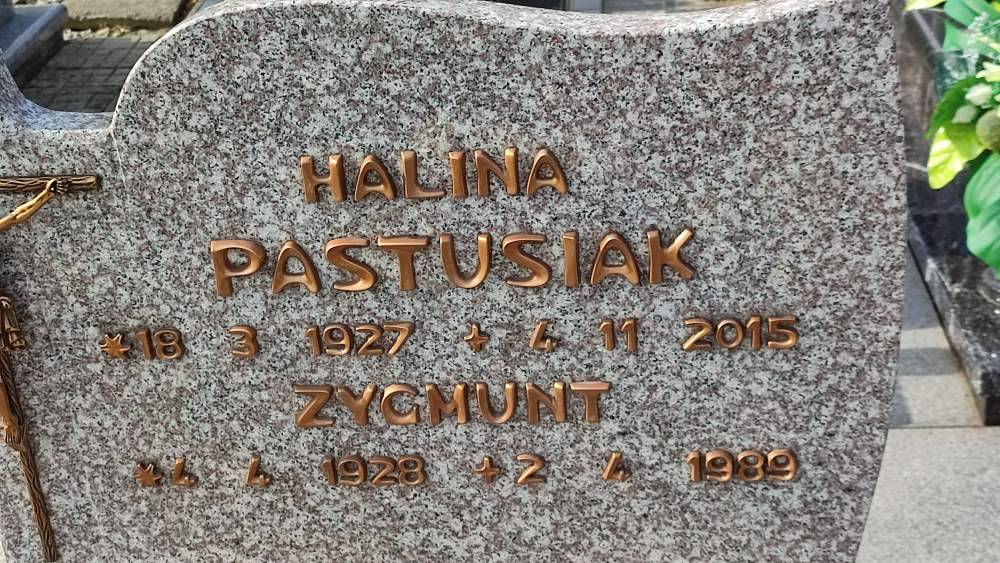 HALINA
PASTUSIAK
*18 3 1927 + 4 11 2015
ZYGMUNT
*4 4 1928 + 2 4 1989